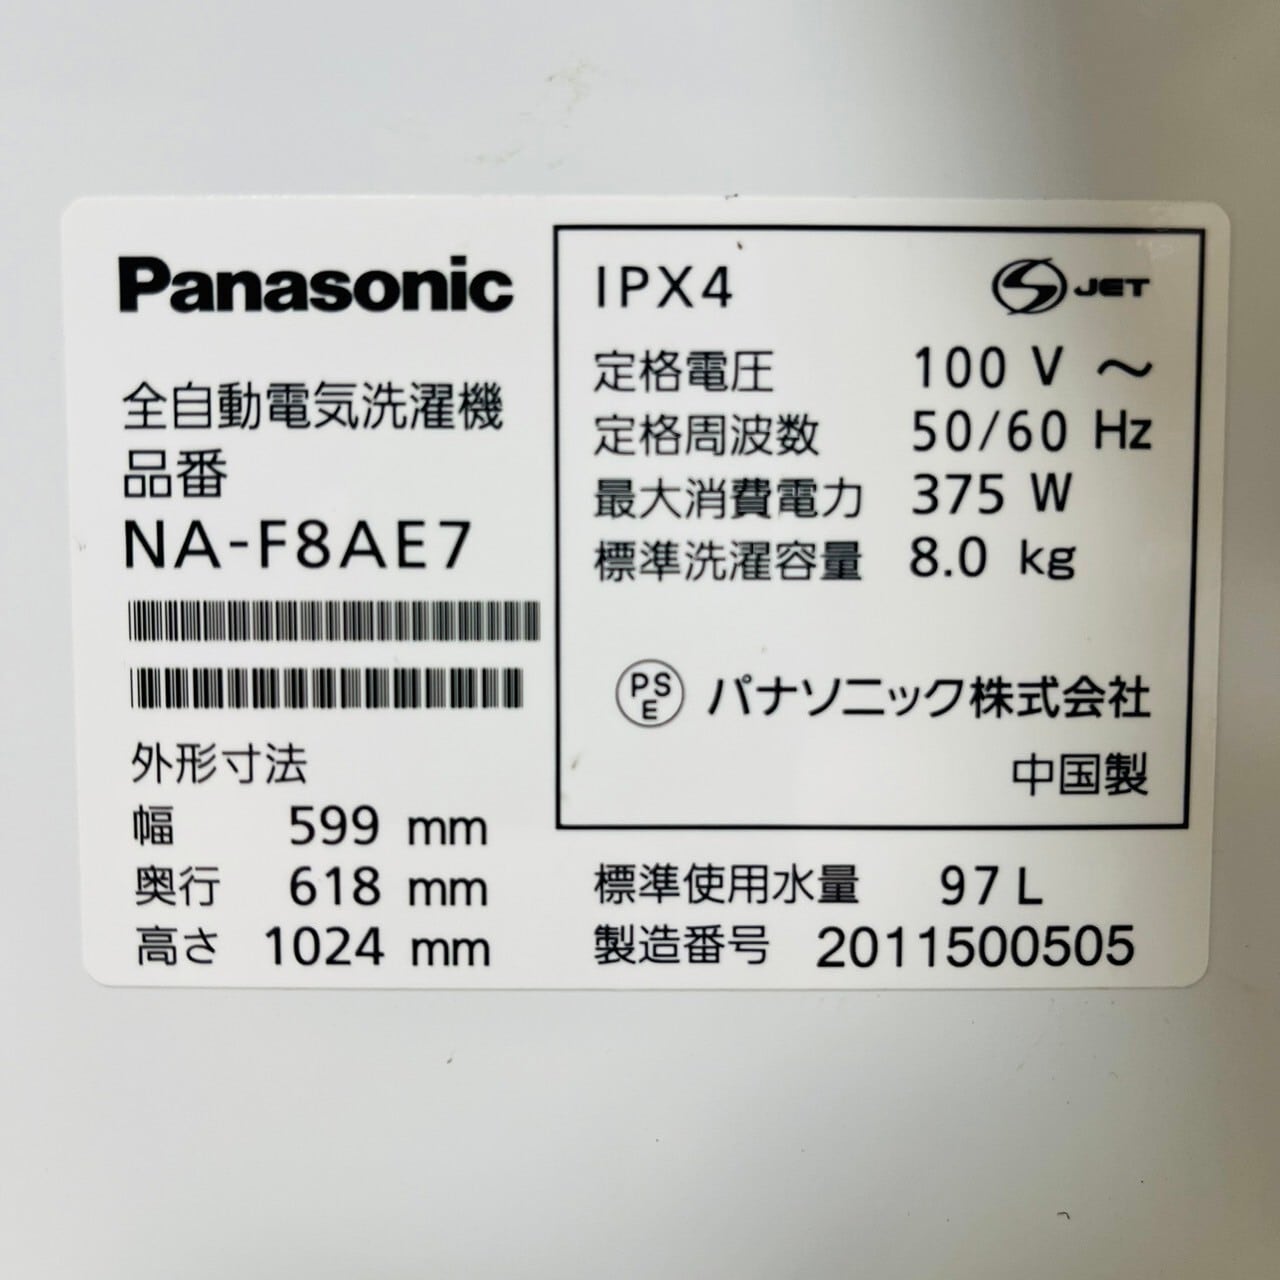 Panasonic
全自動電気洗濯機
品番
NA-F8AE7
外形寸法
幅 599 mm
奥行 618 mm
高さ 1024 mm
IPX4
JET
定格電圧 100 V ～
定格周波数 50/60 Hz
最大消費電力 375 W
標準洗濯容量 8.0 kg
PSE パナソニック株式会社
中国製
標準使用水量 97 L
製造番号 2011500505